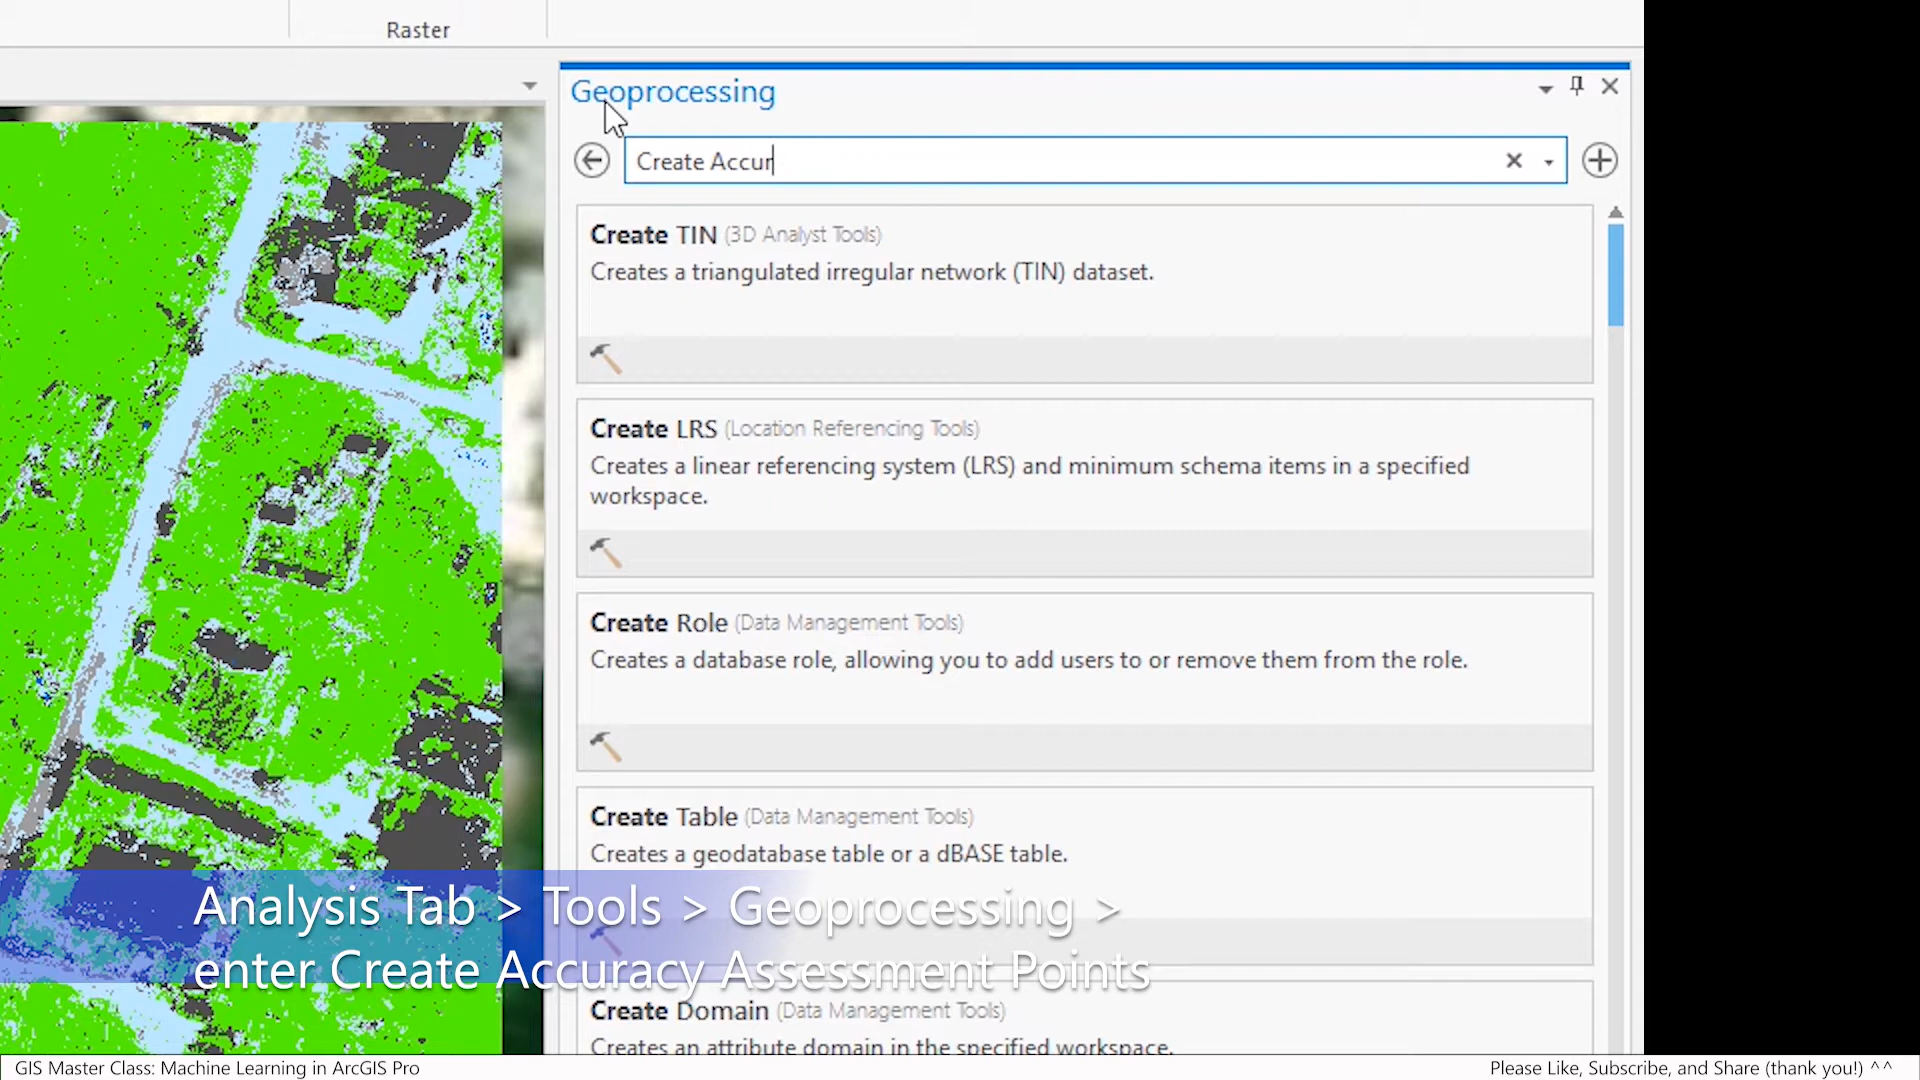 Raster
Geoprocessing
Create Accur
Create TIN (3D Analyst Tools)
Creates a triangulated irregular network (TIN) dataset.
Create LRS (Location Referencing Tools)
Creates a linear referencing system (LRS) and minimum schema items in a specified
workspace.
Create Role (Data Management Tools)
Creates a database role, allowing you to add users to or remove them from the role.
Create Table (Data Management Tools)
Creates a geodatabase table or a dBASE table.
Analysis Tab > Tools > Geoprocessing >
enter Create Accuracy Assessment Points
Create Domain (Data Management Tools)
Creates an attribute domain in the specified workspace.
GIS Master Class: Machine Learning in ArcGIS Pro
Please Like, Subscribe, and Share (thank you!) ^^